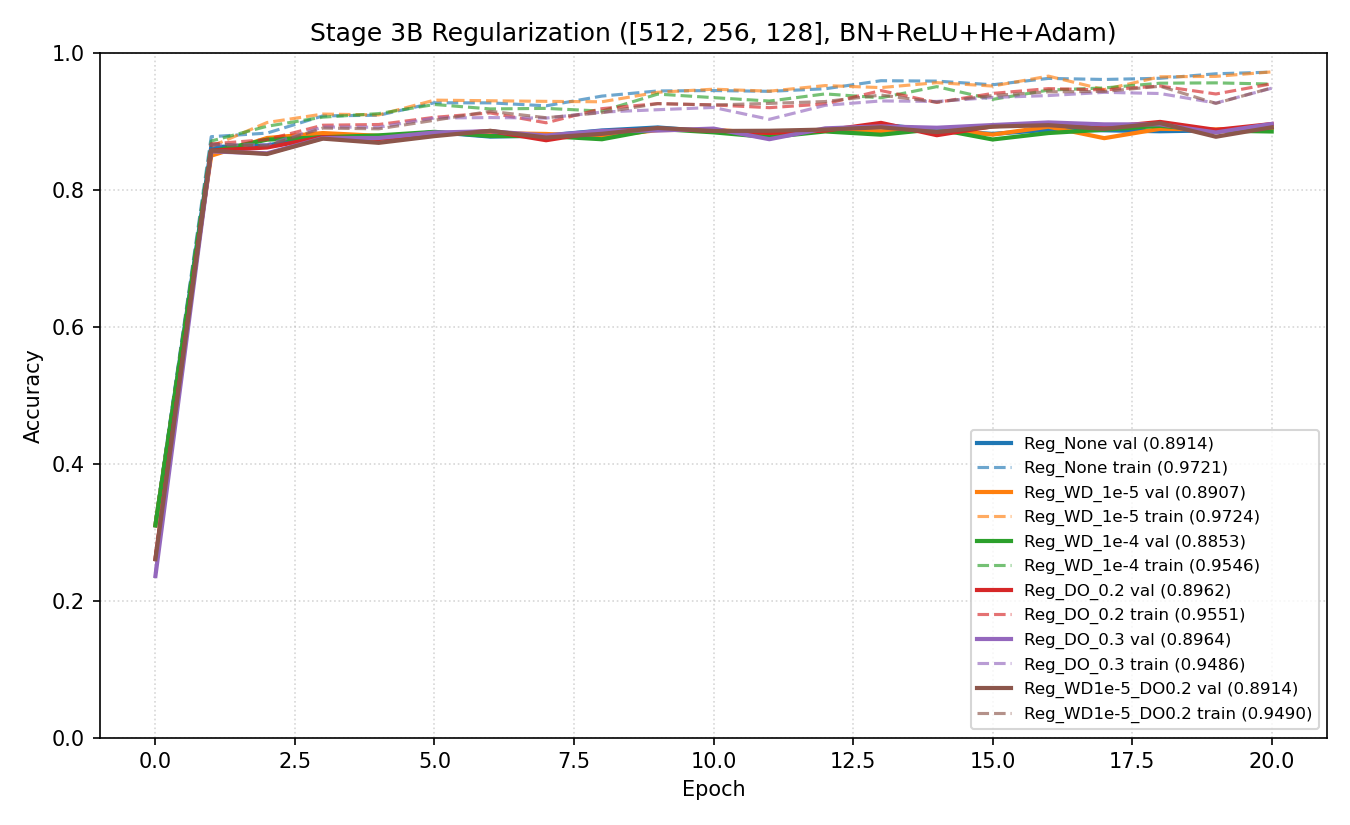 Stage 3B Regularization ([512, 256, 128], BN+ReLU+He+Adam)
1.0
0.8
0.6
0.4
0.2
0.0
Accuracy
Reg_None val (0.8914)
Reg_None train (0.9721)
Reg_WD_1e-5 val (0.8907)
Reg_WD_1e-5 train (0.9724)
Reg_WD_1e-4 val (0.8853)
Reg_WD_1e-4 train (0.9546)
Reg_DO_0.2 val (0.8962)
Reg_DO_0.2 train (0.9551)
Reg_DO_0.3 val (0.8964)
Reg_DO_0.3 train (0.9486)
Reg_WD1e-5_DO0.2 val (0.8914)
Reg_WD1e-5_DO0.2 train (0.9490)
0.0 2.5 5.0 7.5 10.0 12.5 15.0 17.5 20.0
Epoch